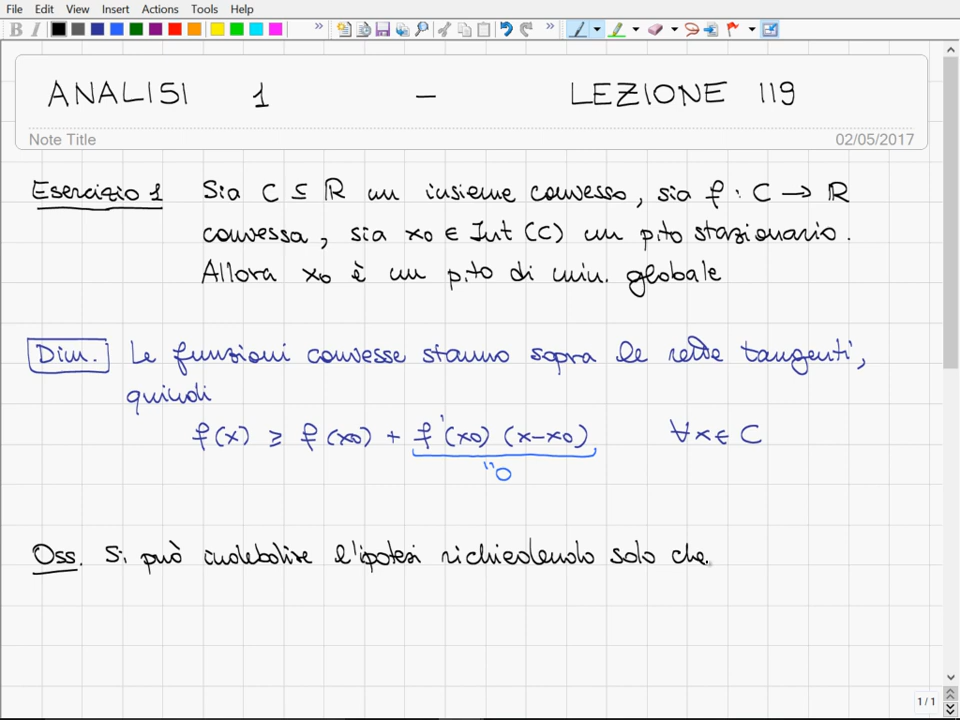 File Edit View Insert Actions Tools Help
B I
ANALISI 1 - LEZIONE 119
Note Title 02/05/2017
Esercizio 1 Sia C ⊆ ℝ un insieme convesso, sia f : C → ℝ
convessa, sia x0 ∈ Int (C) un p.to stazionario.
Allora x0 è un p.to di min. globale
Dim. Le funzioni convesse stanno sopra le rette tangenti,
quindi
f(x) ≥ f(x0) + f'(x0) (x-x0) ∀x ∈ C
"0
Oss. Si può indebolire l'ipotesi richiedendo solo che
1 / 1